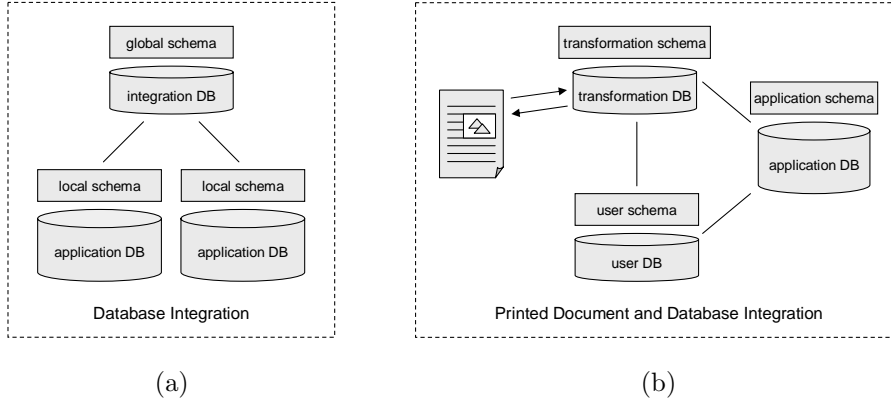 global schema
integration DB
local schema
local schema
application DB
application DB
Database Integration
(a)
transformation schema
transformation DB
application schema
application DB
user schema
user DB
Printed Document and Database Integration
(b)